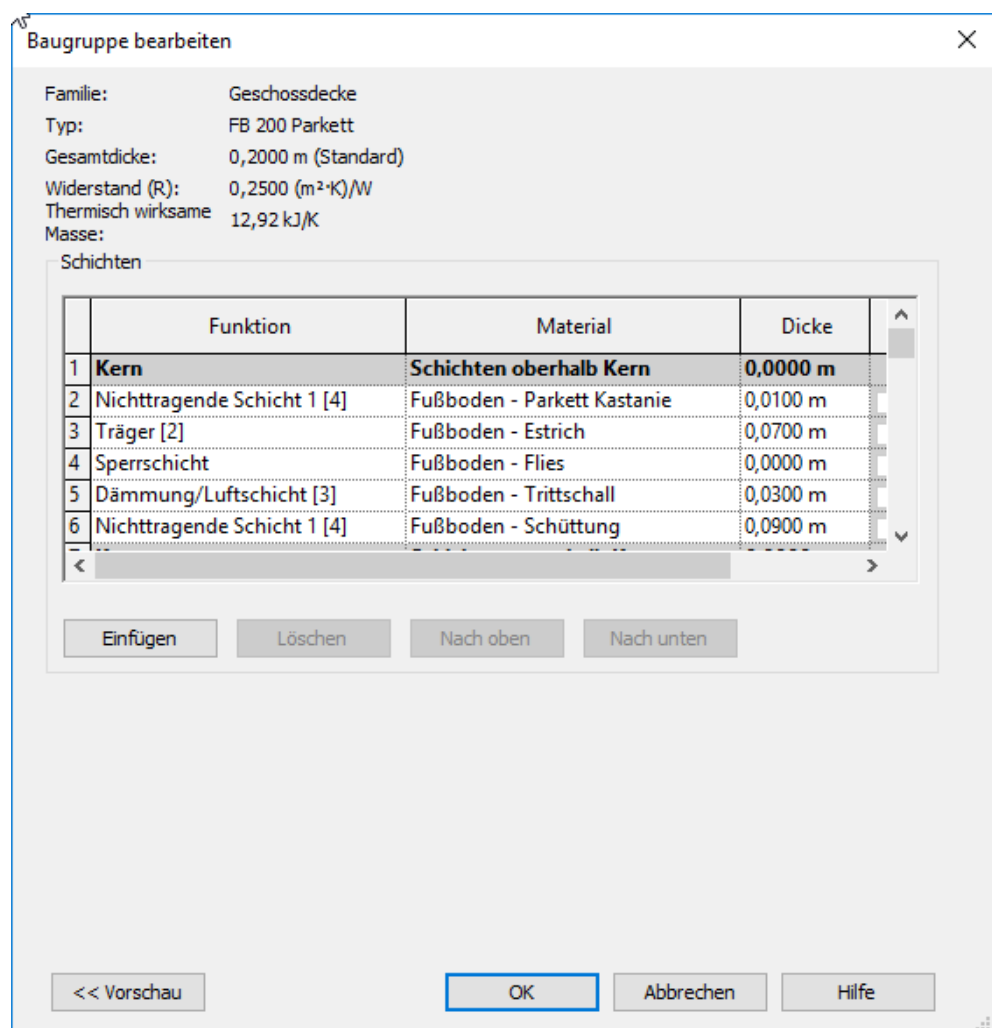 Baugruppe bearbeiten
Familie: Geschossdecke
Typ: FB 200 Parkett
Gesamtdicke: 0,2000 m (Standard)
Widerstand (R): 0,2500 (m²·K)/W
Thermisch wirksame
Masse: 12,92 kJ/K
Schichten
Funktion Material Dicke
1 Kern Schichten oberhalb Kern 0,0000 m
2 Nichttragende Schicht 1 [4] Fußboden - Parkett Kastanie 0,0100 m
3 Träger [2] Fußboden - Estrich 0,0700 m
4 Sperrschicht Fußboden - Flies 0,0000 m
5 Dämmung/Luftschicht [3] Fußboden - Trittschall 0,0300 m
6 Nichttragende Schicht 1 [4] Fußboden - Schüttung 0,0900 m
Einfügen Löschen Nach oben Nach unten
<< Vorschau OK Abbrechen Hilfe